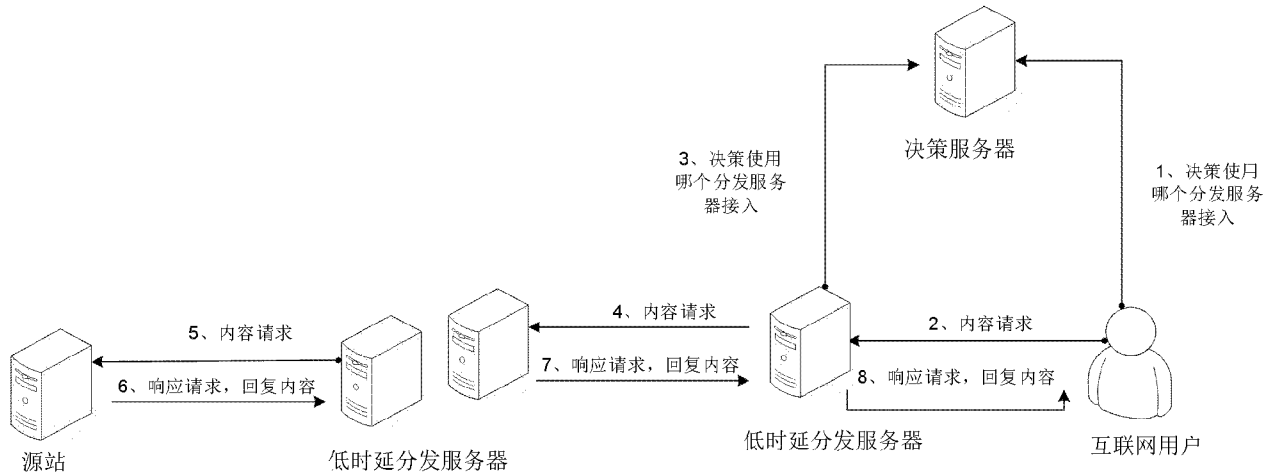 决策服务器
3、决策使用
哪个分发服务
器接入
1、决策使用
哪个分发服务
器接入
4、内容请求
2、内容请求
5、内容请求
7、响应请求，回复内容
8、响应请求，回复内容
6、响应请求，回复内容
源站
低时延分发服务器
低时延分发服务器
互联网用户